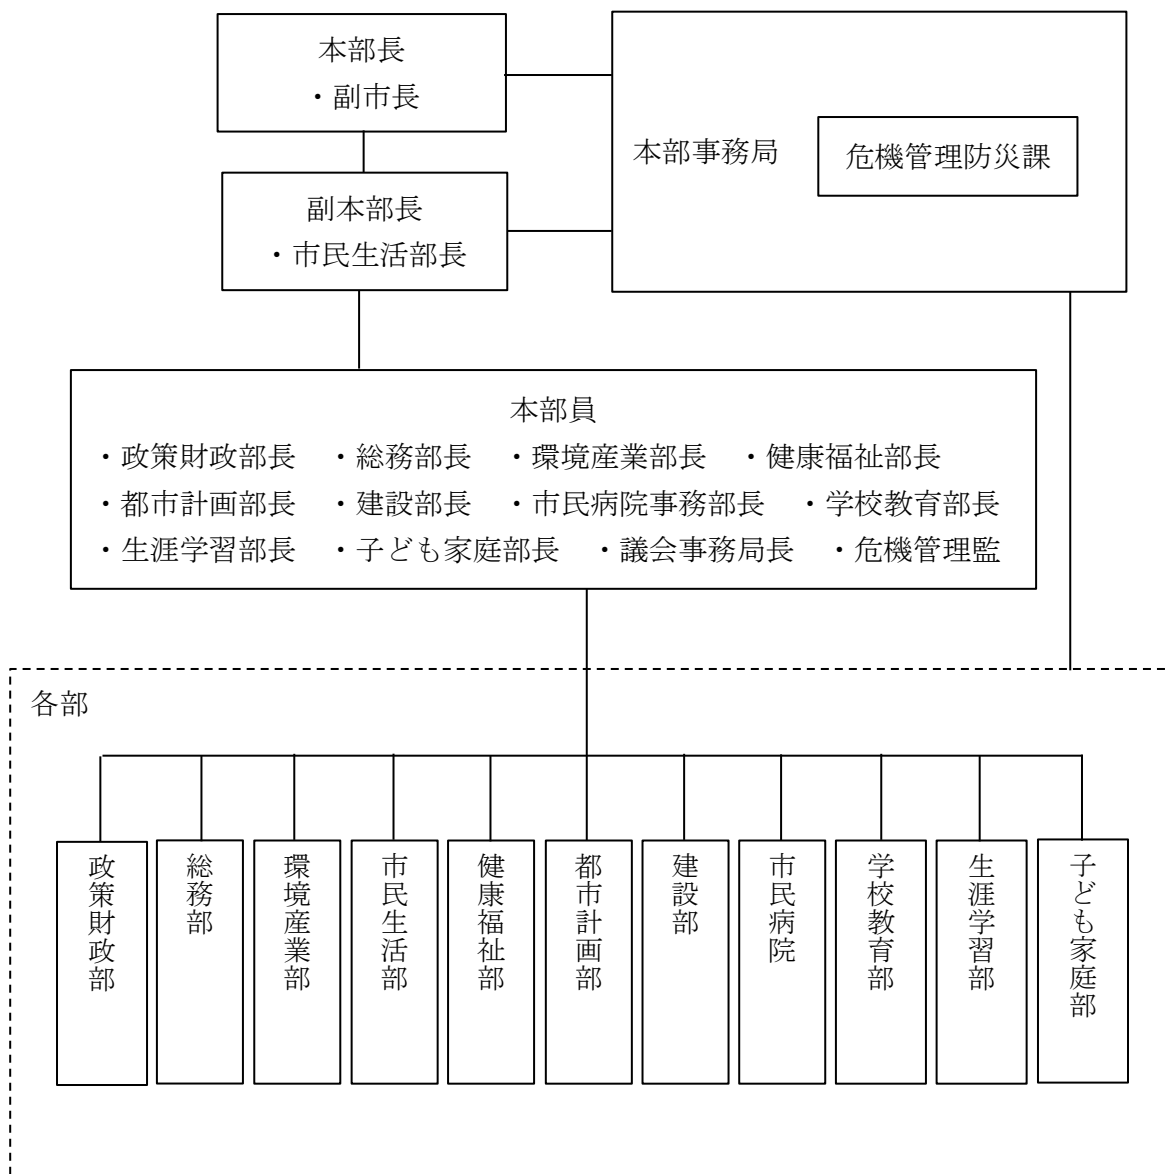 本部長
・副市長
本部事務局
危機管理防災課
副本部長
・市民生活部長
本部員
・政策財政部長 ・総務部長 ・環境産業部長 ・健康福祉部長
・都市計画部長 ・建設部長 ・市民病院事務部長 ・学校教育部長
・生涯学習部長 ・子ども家庭部長 ・議会事務局長 ・危機管理監
各部
政策財政部
総務部
環境産業部
市民生活部
健康福祉部
都市計画部
建設部
市民病院
学校教育部
生涯学習部
子ども家庭部